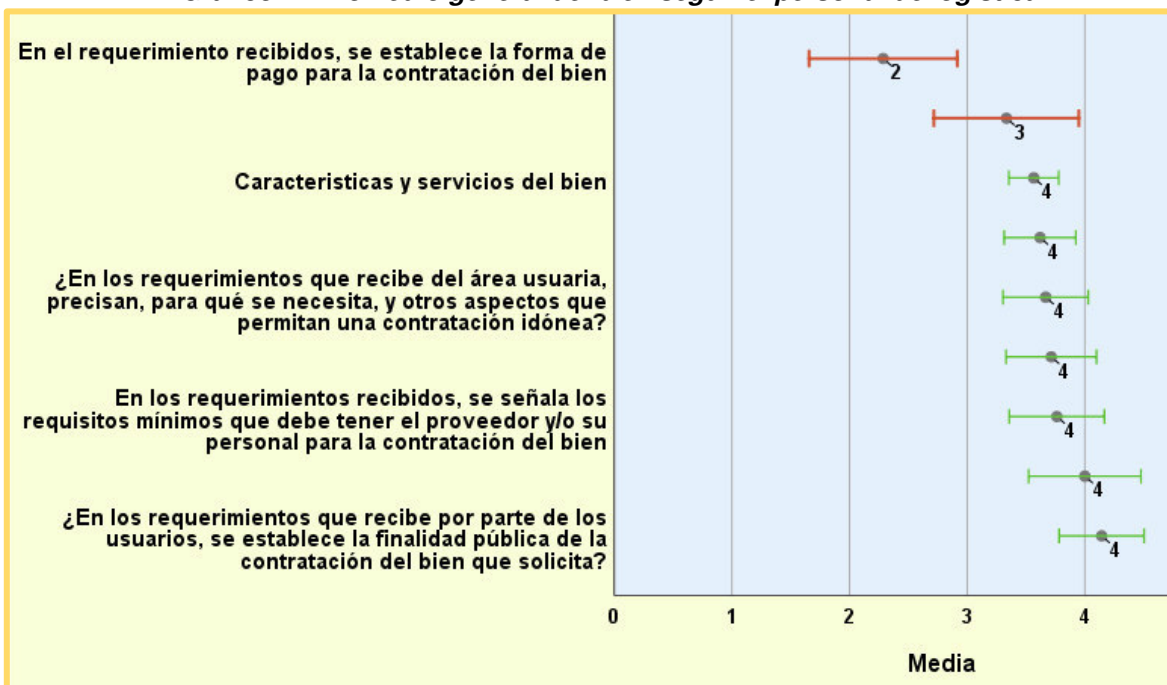 En el requerimiento recibidos, se establece la forma de
pago para la contratación del bien
2
3
Caracteristicas y servicios del bien
4
4
¿En los requerimientos que recibe del área usuaria,
precisan, para qué se necesita, y otros aspectos que
permitan una contratación idónea?
4
4
En los requerimientos recibidos, se señala los
requisitos mínimos que debe tener el proveedor y/o su
personal para la contratación del bien
4
4
¿En los requerimientos que recibe por parte de los
usuarios, se establece la finalidad pública de la
contratación del bien que solicita?
4
0 1 2 3 4
Media